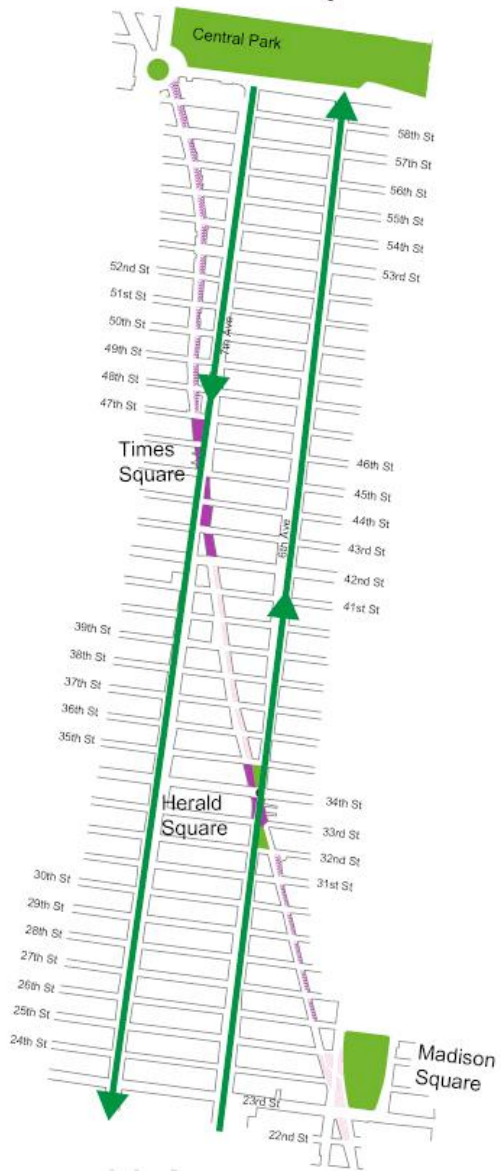 Central Park
58th St
57th St
56th St
55th St
54th St
53rd St
52nd St
51st St
50th St
49th St
48th St
47th St
7th Ave
Times
Square
46th St
45th St
44th St
43rd St
42nd St
41st St
6th Ave
39th St
38th St
37th St
36th St
35th St
Herald
Square
34th St
33rd St
32nd St
31st St
30th St
29th St
28th St
27th St
26th St
25th St
24th St
Madison
Square
23rd St
22nd St